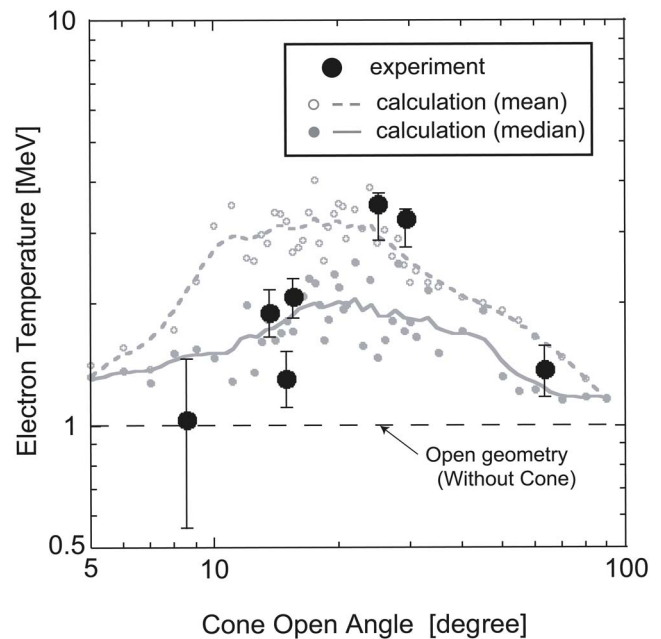 10
experiment
calculation (mean)
calculation (median)
Electron Temperature [MeV]
1
Open geometry
(Without Cone)
0.5
5
10
100
Cone Open Angle [degree]